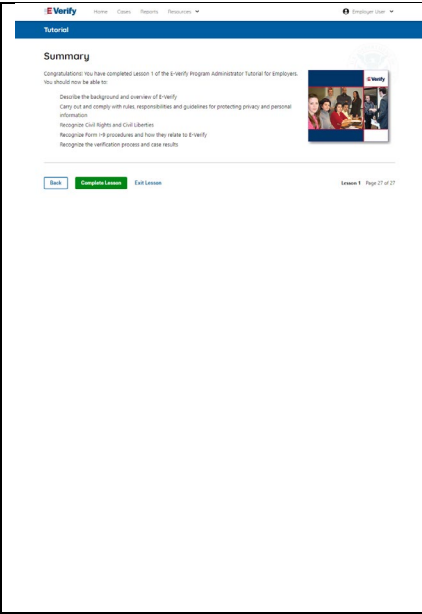 E-Verify Home Cases Reports Resources Employer User
Tutorial
Summary
Congratulations! You have completed Lesson 1 of the E-Verify Program Administrator Tutorial for Employers.
You should now be able to:
Describe the background and overview of E-Verify
Carry out and comply with rules, responsibilities and guidelines for protecting privacy and personal
information
Recognize Civil Rights and Civil Liberties
Recognize Form I-9 procedures and how they relate to E-Verify
Recognize the verification process and case results
E-Verify
Back Complete Lesson Exit Lesson Lesson 1 Page 27 of 27